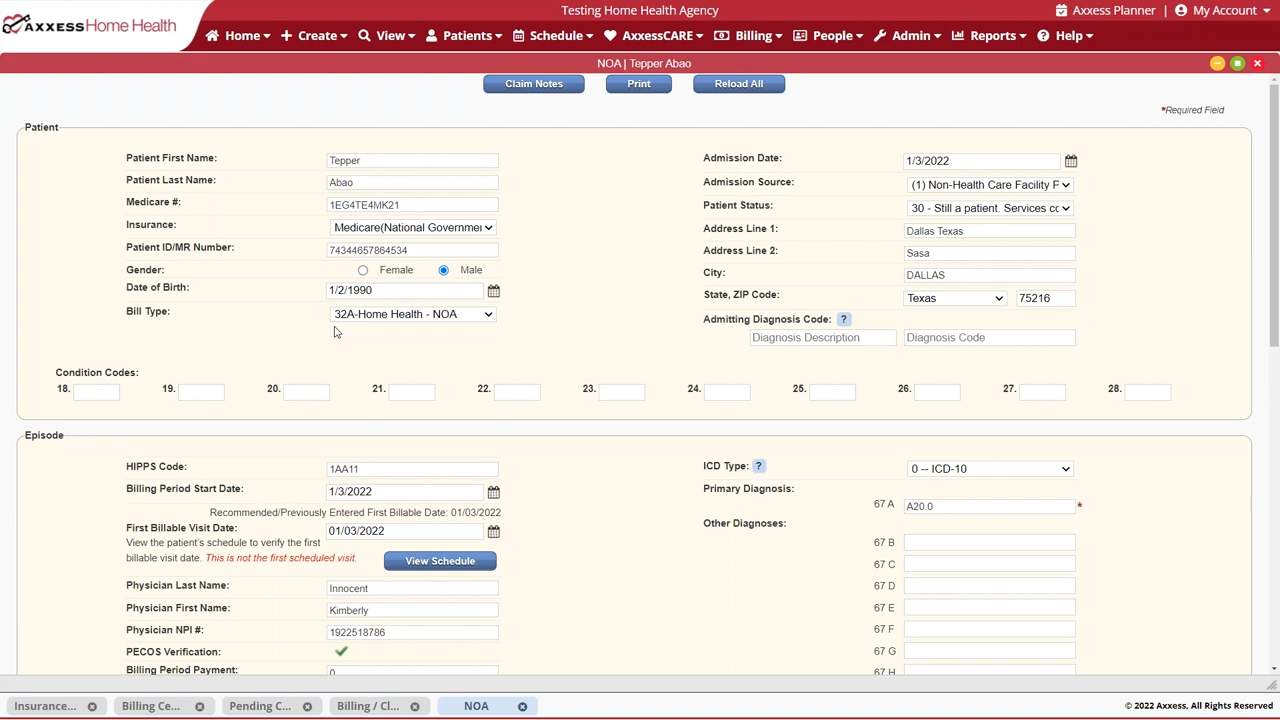 AXXESS Home Health
Testing Home Health Agency
Axxess Planner | My Account
Home Create View Patients Schedule AxxessCARE Billing People Admin Reports Help
NOA | Tepper Abao
Claim Notes Print Reload All
*Required Field
Patient
Patient First Name: Tepper
Patient Last Name: Abao
Medicare #: 1EG4TE4MK21
Insurance: Medicare(National Governme
Patient ID/MR Number: 74344657864534
Gender: Female Male
Date of Birth: 1/2/1990
Bill Type: 32A-Home Health - NOA
Admission Date: 1/3/2022
Admission Source: (1) Non-Health Care Facility P
Patient Status: 30 - Still a patient. Services cc
Address Line 1: Dallas Texas
Address Line 2: Sasa
City: DALLAS
State, ZIP Code: Texas 75216
Admitting Diagnosis Code: ?
Diagnosis Description Diagnosis Code
Condition Codes:
18. 19. 20. 21. 22. 23. 24. 25. 26. 27. 28.
Episode
HIPPS Code: 1AA11
Billing Period Start Date: 1/3/2022
Recommended/Previously Entered First Billable Date: 01/03/2022
First Billable Visit Date: 01/03/2022
View the patient's schedule to verify the first
billable visit date. This is not the first scheduled visit.
View Schedule
Physician Last Name: Innocent
Physician First Name: Kimberly
Physician NPI #: 1922518786
PECOS Verification:
Billing Period Payment: 0
ICD Type: ? 0 -- ICD-10
Primary Diagnosis:
67 A A20.0 *
Other Diagnoses:
67 B
67 C
67 D
67 E
67 F
67 G
67 H
Insurance... Billing Ce... Pending C... Billing / Cl... NOA
© 2022 Axxess, All Rights Reserved